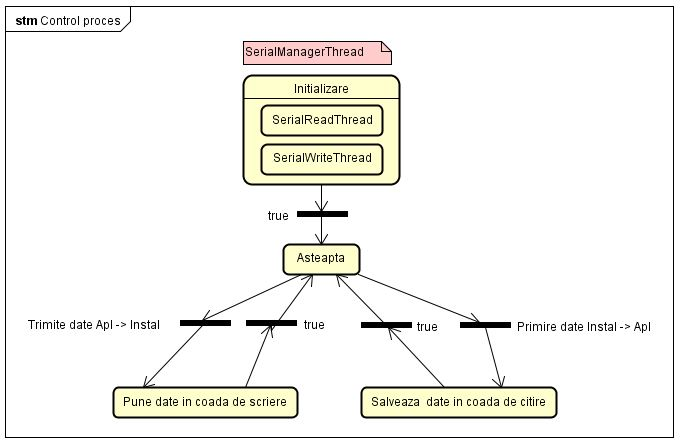 stm Control proces
SerialManagerThread
Initializare
SerialReadThread
SerialWriteThread
true
Asteapta
Trimite date Apl -> Instal
true
true
Primire date Instal -> Apl
Pune date in coada de scriere
Salveaza date in coada de citire